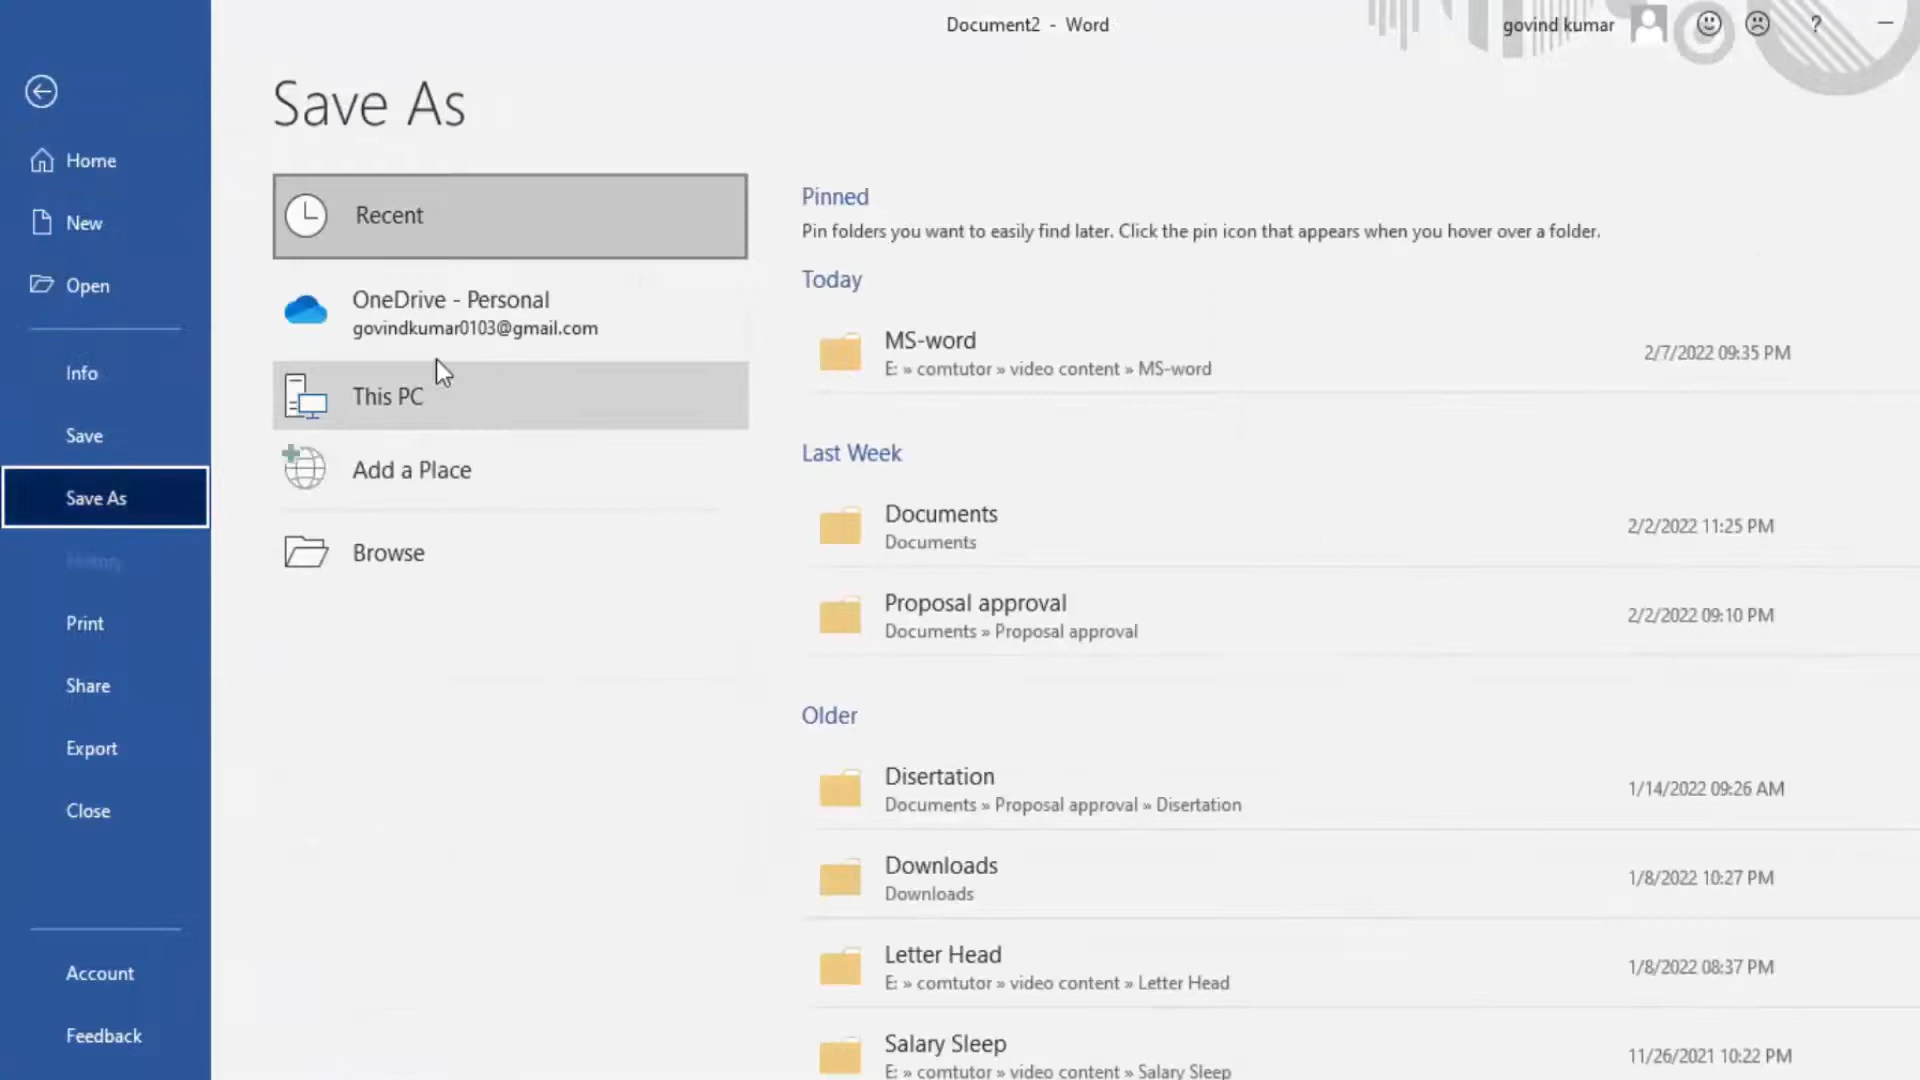 Document2 - Word
govind kumar
?
Save As
Home
New
Open
Info
Save
Save As
History
Print
Share
Export
Close
Account
Feedback
Recent
OneDrive - Personal
govindkumar0103@gmail.com
This PC
Add a Place
Browse
Pinned
Pin folders you want to easily find later. Click the pin icon that appears when you hover over a folder.
Today
MS-word
E: » comtutor » video content » MS-word
2/7/2022 09:35 PM
Last Week
Documents
Documents
2/2/2022 11:25 PM
Proposal approval
Documents » Proposal approval
2/2/2022 09:10 PM
Older
Disertation
Documents » Proposal approval » Disertation
1/14/2022 09:26 AM
Downloads
Downloads
1/8/2022 10:27 PM
Letter Head
E: » comtutor » video content » Letter Head
1/8/2022 08:37 PM
Salary Sleep
E: » comtutor » video content » Salary Sleep
11/26/2021 10:22 PM